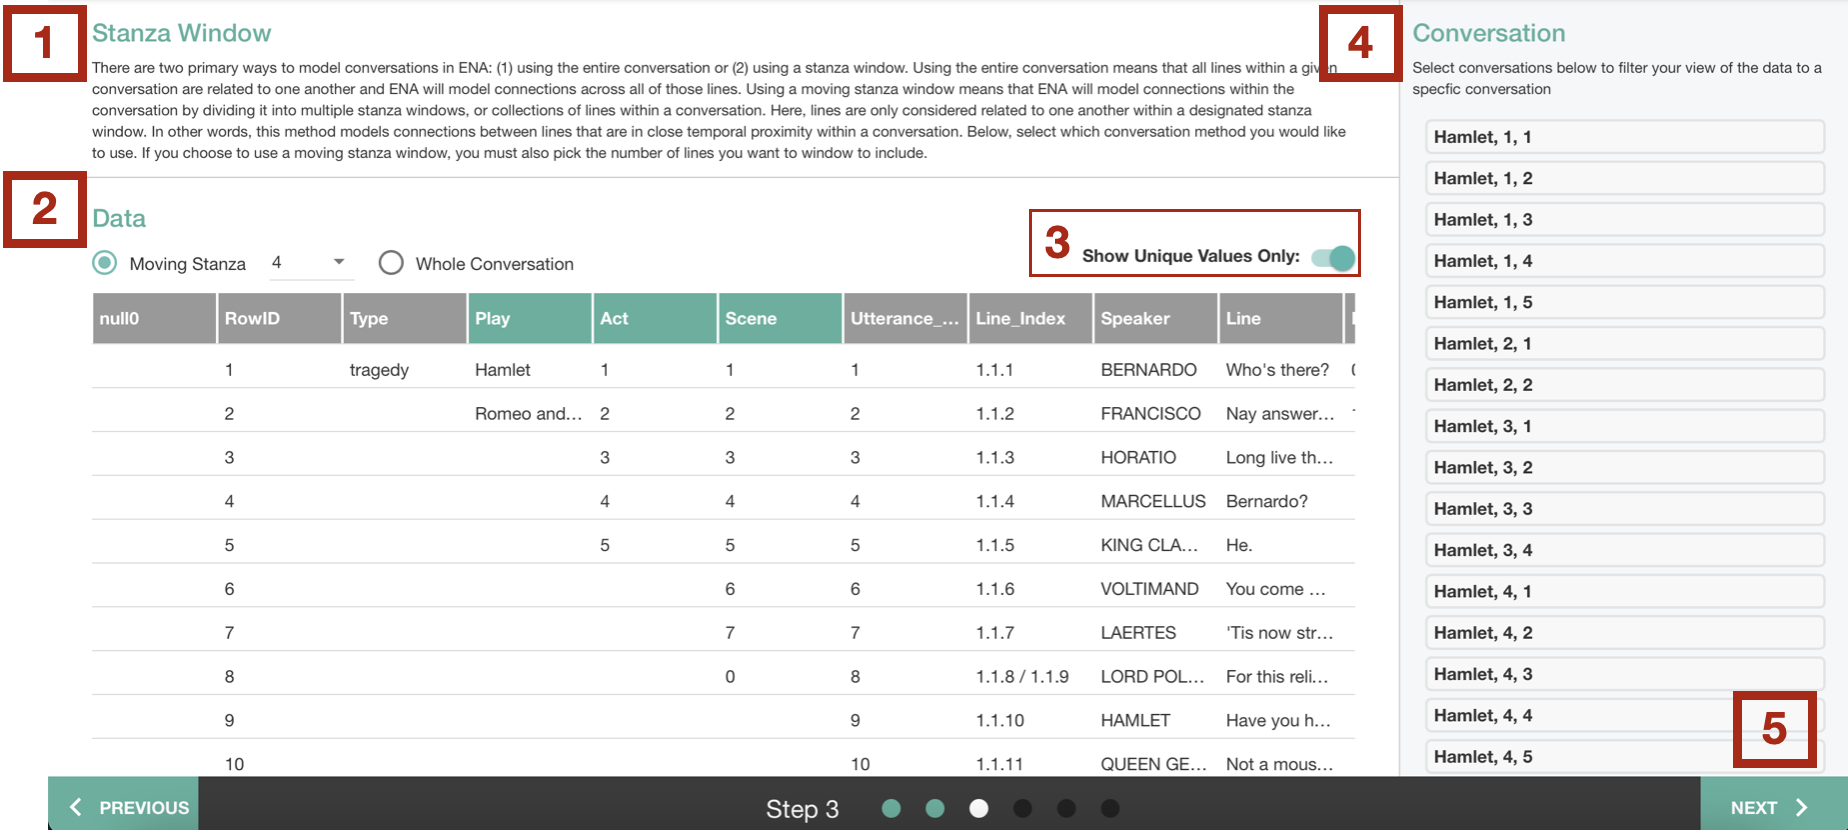 1
Stanza Window
There are two primary ways to model conversations in ENA: (1) using the entire conversation or (2) using a stanza window. Using the entire conversation means that all lines within a given
conversation are related to one another and ENA will model connections across all of those lines. Using a moving stanza window means that ENA will model connections within the
conversation by dividing it into multiple stanza windows, or collections of lines within a conversation. Here, lines are only considered related to one another within a designated stanza
window. In other words, this method models connections between lines that are in close temporal proximity within a conversation. Below, select which conversation method you would like
to use. If you choose to use a moving stanza window, you must also pick the number of lines you want to window to include.
2
Data
Moving Stanza 4 Whole Conversation
3 Show Unique Values Only:
null0 RowID Type Play Act Scene Utterance_... Line_Index Speaker Line
1 tragedy Hamlet 1 1 1 1.1.1 BERNARDO Who's there?
2 Romeo and... 2 2 2 1.1.2 FRANCISCO Nay answer...
3 3 3 3 1.1.3 HORATIO Long live th...
4 4 4 4 1.1.4 MARCELLUS Bernardo?
5 5 5 5 1.1.5 KING CLA... He.
6 6 6 1.1.6 VOLTIMAND You come ...
7 7 7 1.1.7 LAERTES 'Tis now str...
8 0 8 1.1.8 / 1.1.9 LORD POL... For this reli...
9 9 1.1.10 HAMLET Have you h...
10 10 1.1.11 QUEEN GE... Not a mous...
4
Conversation
Select conversations below to filter your view of the data to a
specfic conversation
Hamlet, 1, 1
Hamlet, 1, 2
Hamlet, 1, 3
Hamlet, 1, 4
Hamlet, 1, 5
Hamlet, 2, 1
Hamlet, 2, 2
Hamlet, 3, 1
Hamlet, 3, 2
Hamlet, 3, 3
Hamlet, 3, 4
Hamlet, 4, 1
Hamlet, 4, 2
Hamlet, 4, 3
Hamlet, 4, 4
Hamlet, 4, 5
5
PREVIOUS
Step 3
NEXT